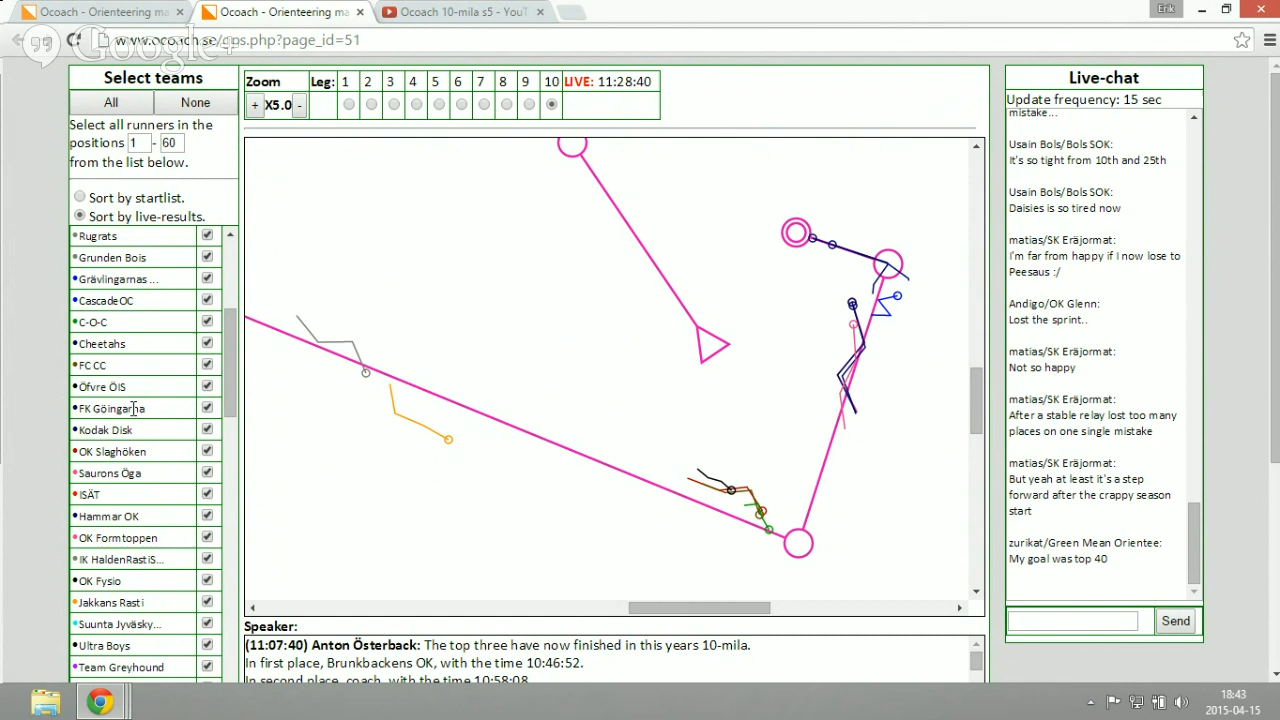 Ocoach - Orienteering ma
Ocoach - Orienteering ma
Ocoach 10-mila s5 - YouT
Erik
Google+
Select teams
All
None
Select all runners in the
positions 1 - 60
from the list below.
Sort by startlist.
Sort by live-results.
Rugrats
Grunden Bois
Grävlingarnas ...
CascadeOC
C-O-C
Cheetahs
FC CC
Öfvre ÖIS
FK Göingarna
Kodak Disk
OK Slaghöken
Saurons Öga
ISÄT
Hammar OK
OK Formtoppen
IK HaldenRastiS...
OK Fysio
Jakkans Rasti
Suunta Jyväsky...
Ultra Boys
Team Greyhound
Zoom
Leg:
1 2 3 4 5 6 7 8 9 10
LIVE: 11:28:40
+ X5.0 -
Speaker:
(11:07:40) Anton Österback: The top three have now finished in this years 10-mila.
In first place, Brunkbackens OK, with the time 10:46:52.
In second place, coach, with the time 10:58:08.
Live-chat
Update frequency: 15 sec
mistake...
Usain Bols/Bols SOK:
It's so tight from 10th and 25th
Usain Bols/Bols SOK:
Daisies is so tired now
matias/SK Eräjormat:
I'm far from happy if I now lose to
Peesaus :/
Andigo/OK Glenn:
Lost the sprint..
matias/SK Eräjormat:
Not so happy
matias/SK Eräjormat:
After a stable relay lost too many
places on one single mistake
matias/SK Eräjormat:
But yeah at least it's a step
forward after the crappy season
start
zurikat/Green Mean Orientee:
My goal was top 40
Send
18:43
2015-04-15